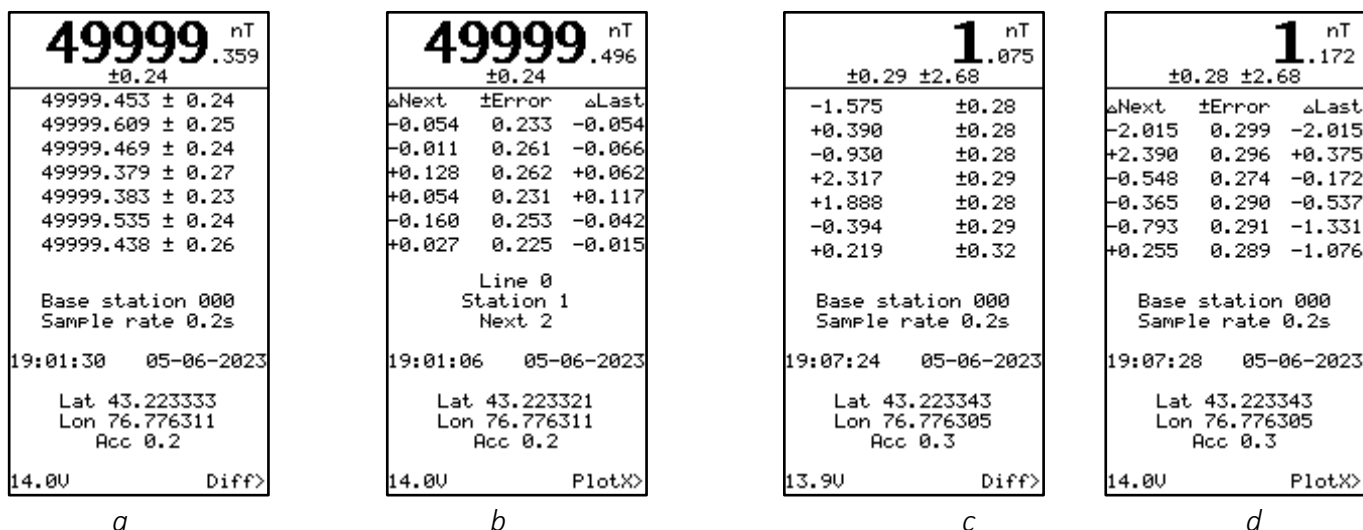 49999.359 nT
±0.24
49999.453 ± 0.24
49999.609 ± 0.25
49999.469 ± 0.24
49999.379 ± 0.27
49999.383 ± 0.23
49999.535 ± 0.24
49999.438 ± 0.26
Base station 000
Sample rate 0.2s
19:01:30 05-06-2023
Lat 43.223333
Lon 76.776311
Acc 0.2
14.0V Diff>
a
49999.496 nT
±0.24
△Next ±Error △Last
-0.054 0.233 -0.054
-0.011 0.261 -0.066
+0.128 0.262 +0.062
+0.054 0.231 +0.117
-0.160 0.253 -0.042
+0.027 0.225 -0.015
Line 0
Station 1
Next 2
19:01:06 05-06-2023
Lat 43.223321
Lon 76.776311
Acc 0.2
14.0V PlotX>
b
1.075 nT
±0.29 ±2.68
-1.575 ±0.28
+0.390 ±0.28
-0.930 ±0.28
+2.317 ±0.29
+1.888 ±0.28
-0.394 ±0.29
+0.219 ±0.32
Base station 000
Sample rate 0.2s
19:07:24 05-06-2023
Lat 43.223343
Lon 76.776305
Acc 0.3
13.9V Diff>
c
1.172 nT
±0.28 ±2.68
△Next ±Error △Last
-2.015 0.299 -2.015
+2.390 0.296 +0.375
-0.548 0.274 -0.172
-0.365 0.290 -0.537
-0.793 0.291 -1.331
+0.255 0.289 -1.076
Base station 000
Sample rate 0.2s
19:07:28 05-06-2023
Lat 43.223343
Lon 76.776305
Acc 0.3
14.0V PlotX>
d